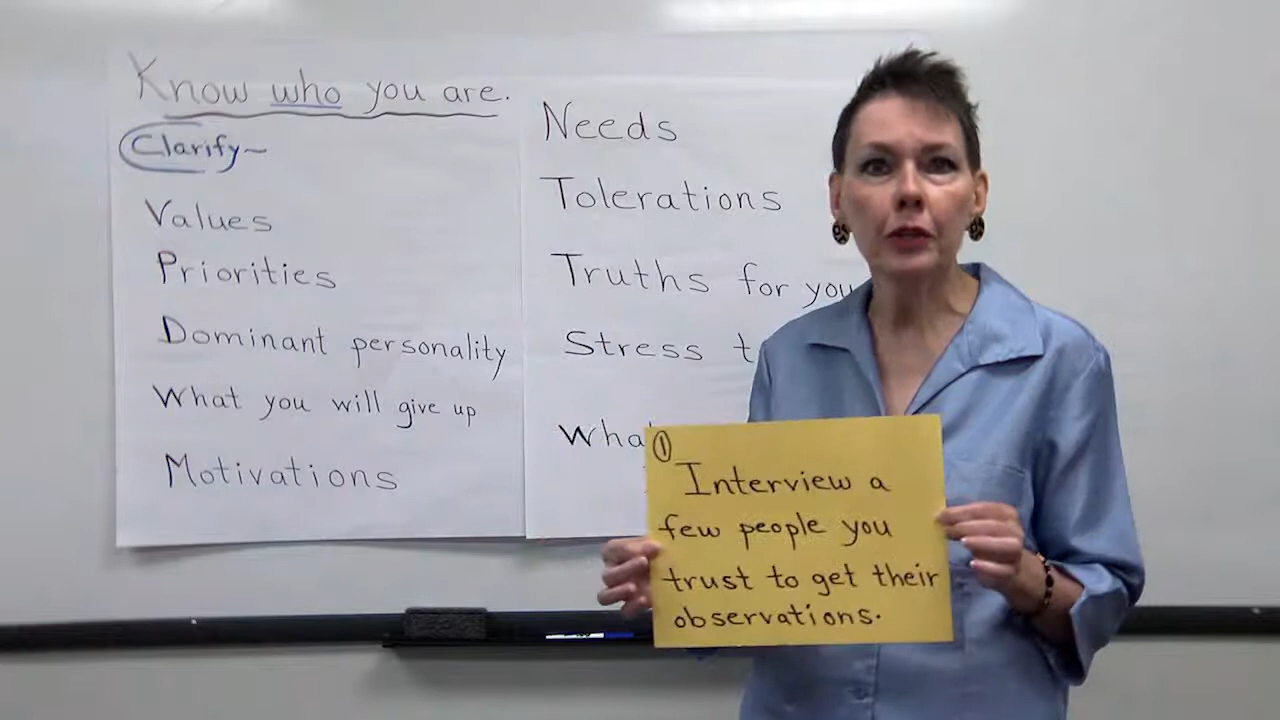 Know who you are.
Clarify~
Values
Priorities
Dominant personality
What you will give up
Motivations
Needs
Tolerations
Truths for you
Stress
①
Interview a
few people you
trust to get their
observations.